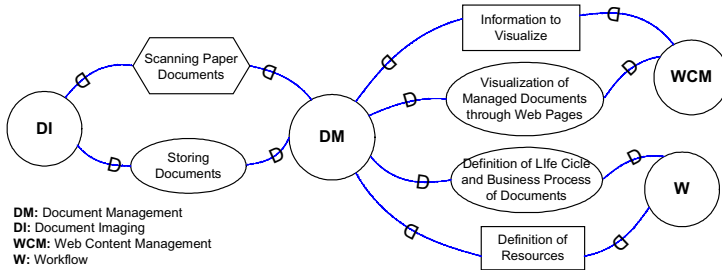 Scanning Paper
Documents
Information to
Visualize
DI
DM
WCM
Visualization of
Managed Documents
through Web Pages
Storing
Documents
Definition of LIfe Cicle
and Business Process
of Documents
W
Definition of
Resources
DM: Document Management
DI: Document Imaging
WCM: Web Content Management
W: Workflow